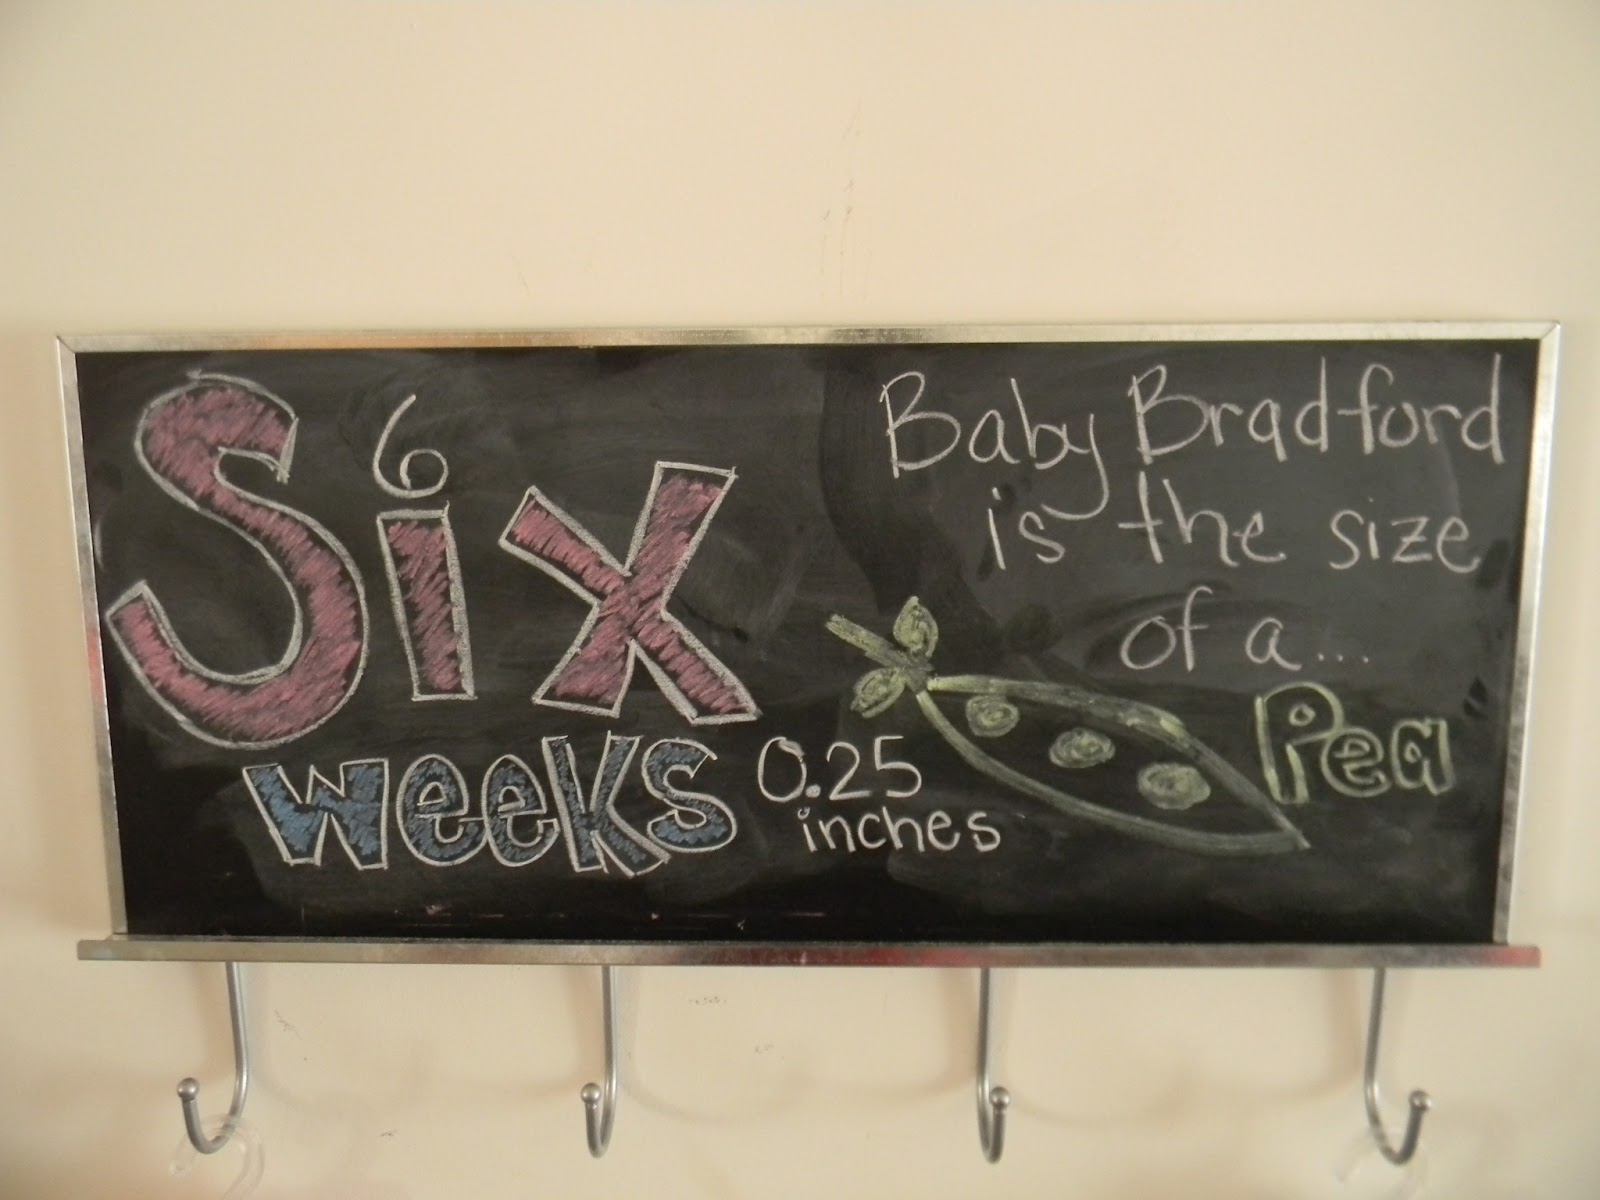 Six
6
weeks
0.25
inches
Baby Bradford
is the size
of a...
Pea